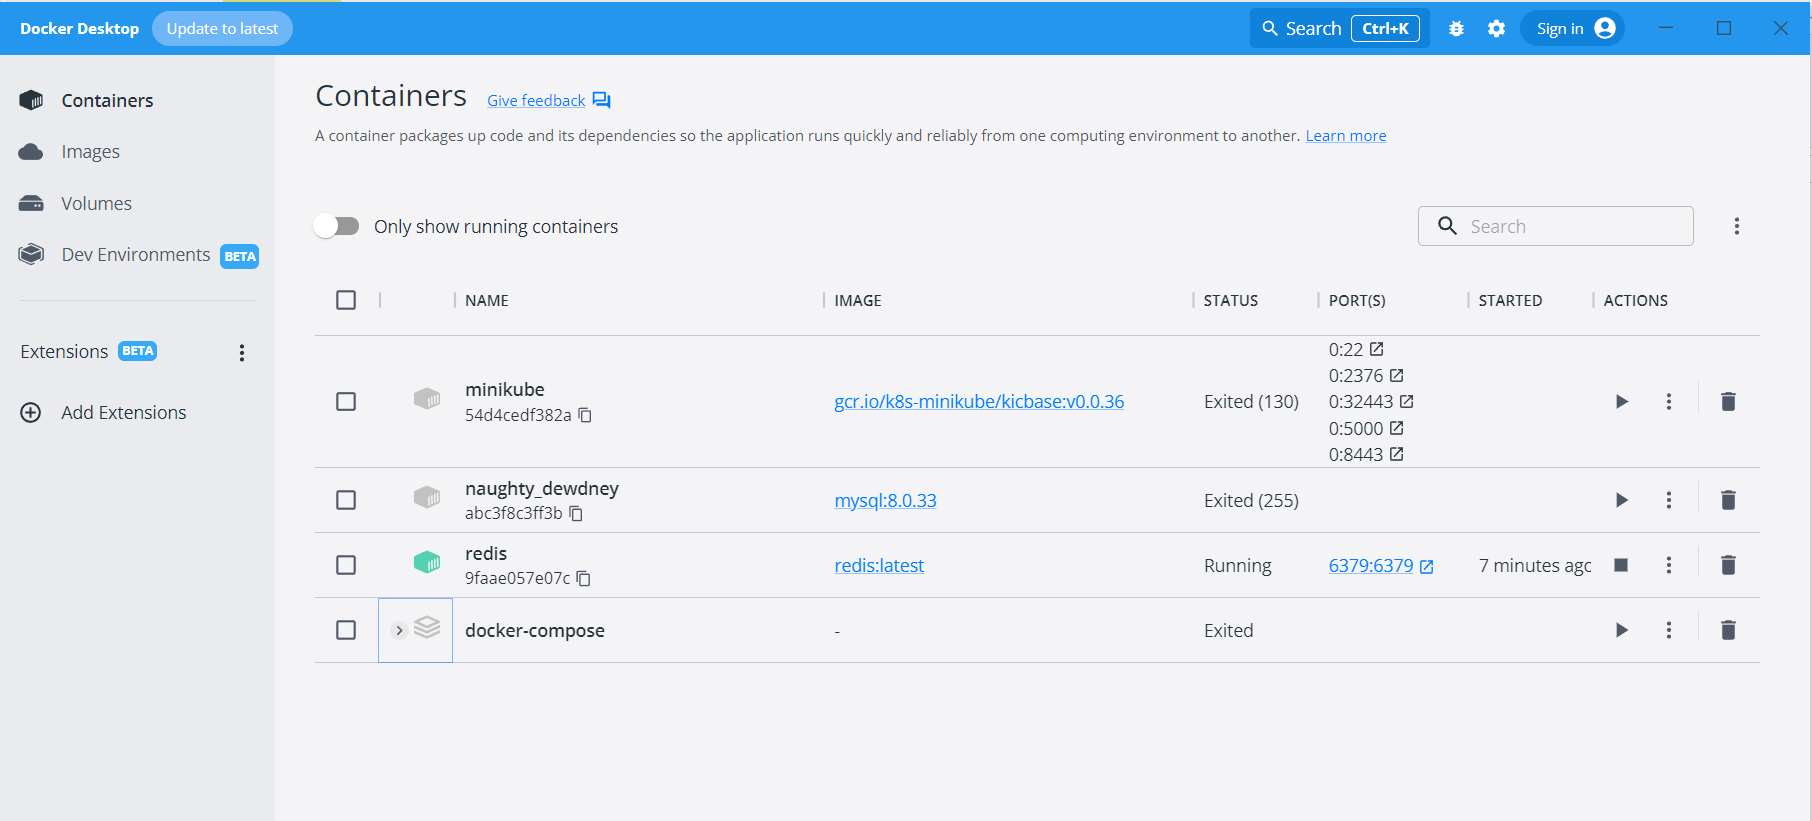 Docker Desktop Update to latest Search Ctrl+K Sign in
Containers
Images
Volumes
Dev Environments BETA
Extensions BETA
Add Extensions
Containers Give feedback
A container packages up code and its dependencies so the application runs quickly and reliably from one computing environment to another. Learn more
Only show running containers Search
NAME IMAGE STATUS PORT(S) STARTED ACTIONS
minikube
54d4cedf382a
gcr.io/k8s-minikube/kicbase:v0.0.36
Exited (130)
0:22
0:2376
0:32443
0:5000
0:8443
naughty_dewdney
abc3f8c3ff3b
mysql:8.0.33
Exited (255)
redis
9faae057e07c
redis:latest
Running
6379:6379
7 minutes agc
docker-compose
-
Exited